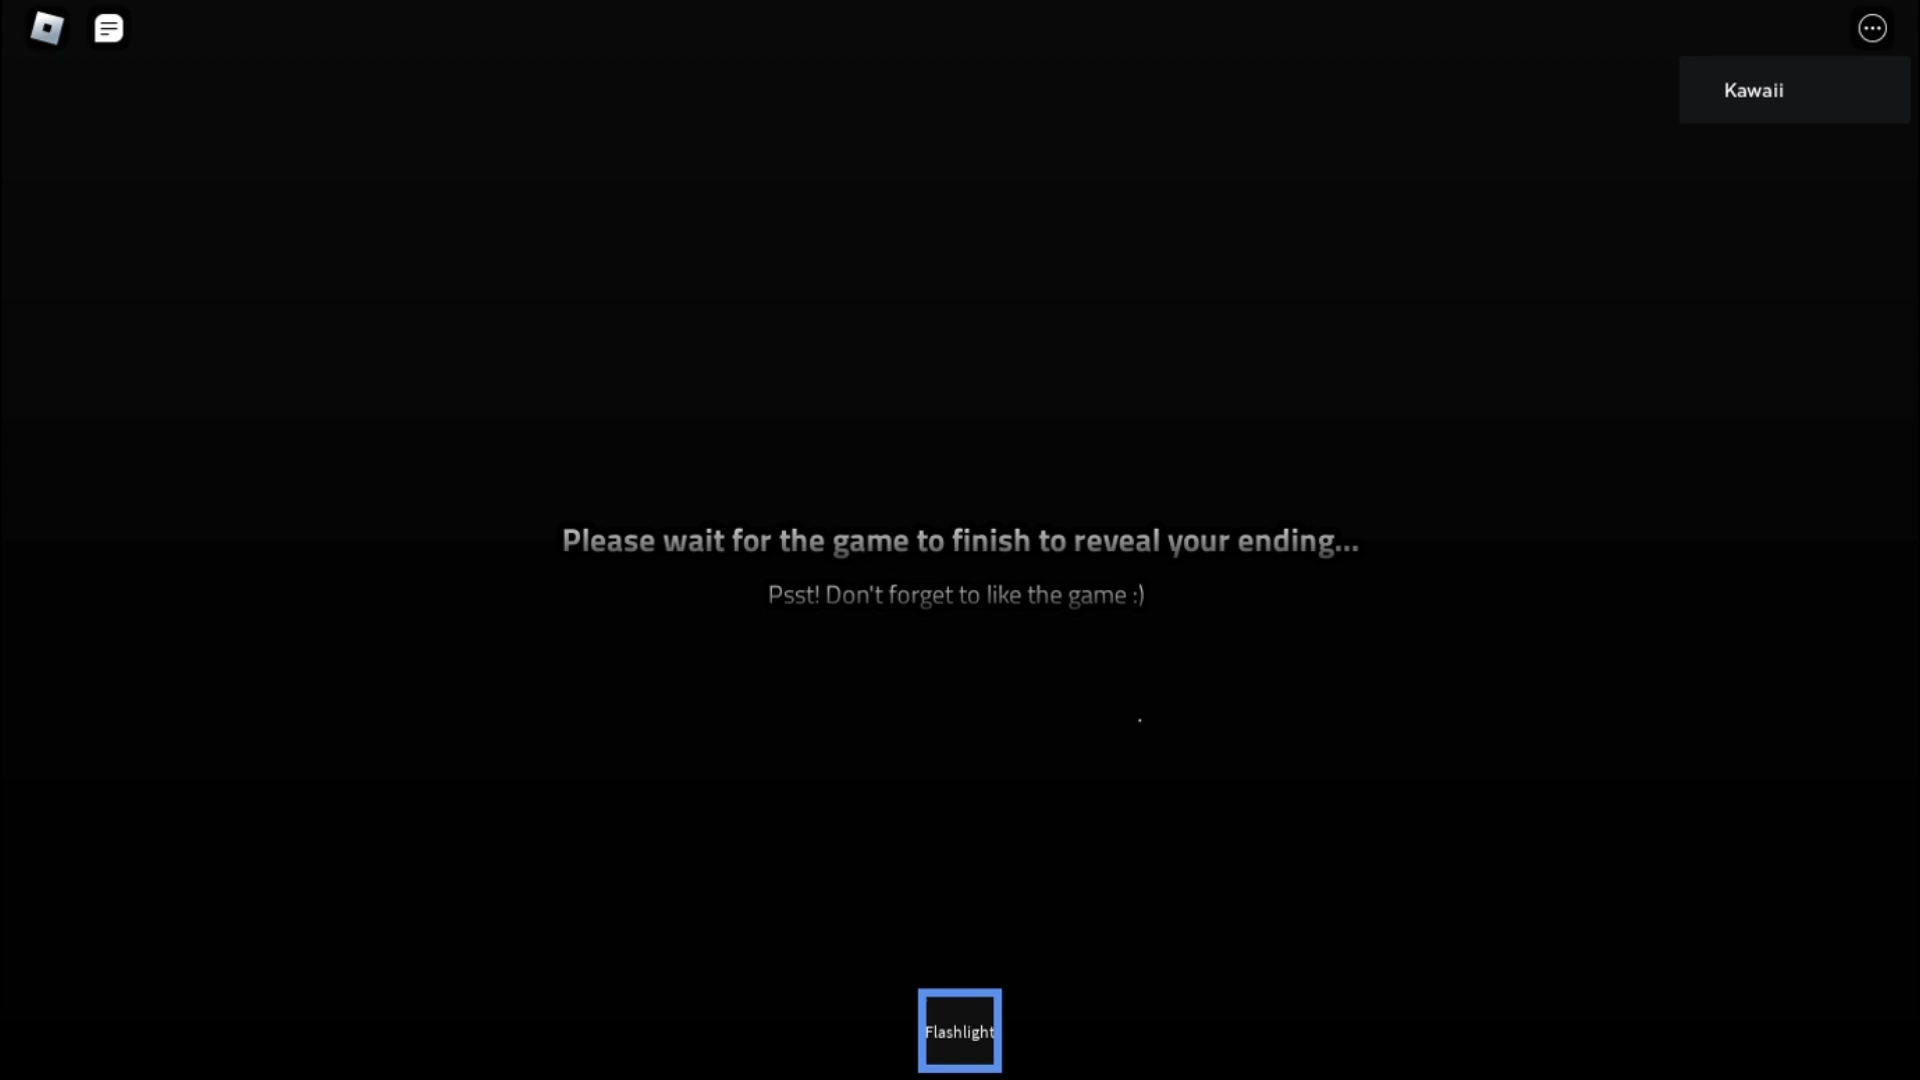 Kawaii
Please wait for the game to finish to reveal your ending...
Psst! Don't forget to like the game :)
Flashlight